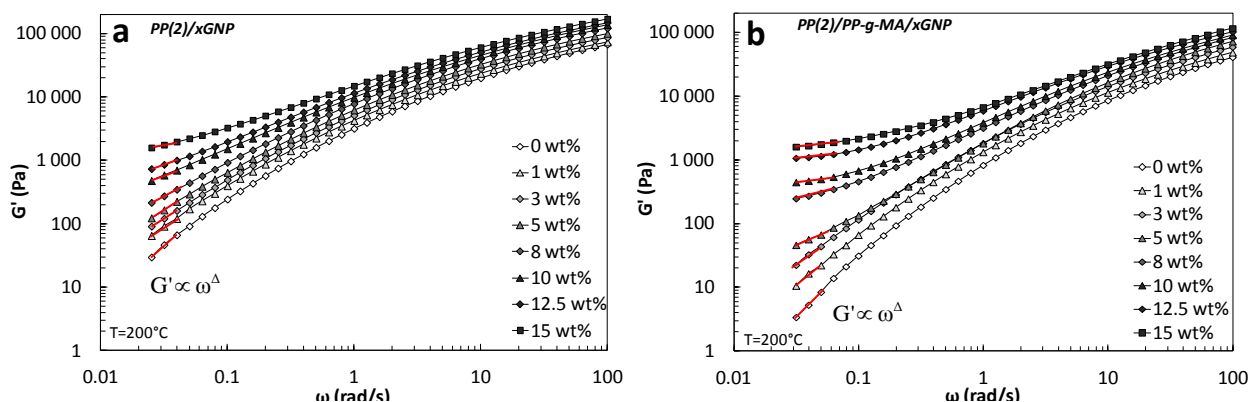 a
PP(2)/xGNP
100 000
10 000
1 000
100
10
1
G' (Pa)
0 wt%
1 wt%
3 wt%
5 wt%
8 wt%
10 wt%
12.5 wt%
15 wt%
G'∝ ω^Δ
T=200°C
0.01
0.1
1
10
100
ω (rad/s)
b
PP(2)/PP-g-MA/xGNP
100 000
10 000
1 000
100
10
1
G' (Pa)
0 wt%
1 wt%
3 wt%
5 wt%
8 wt%
10 wt%
12.5 wt%
15 wt%
G'∝ ω^Δ
T=200°C
0.01
0.1
1
10
100
ω (rad/s)